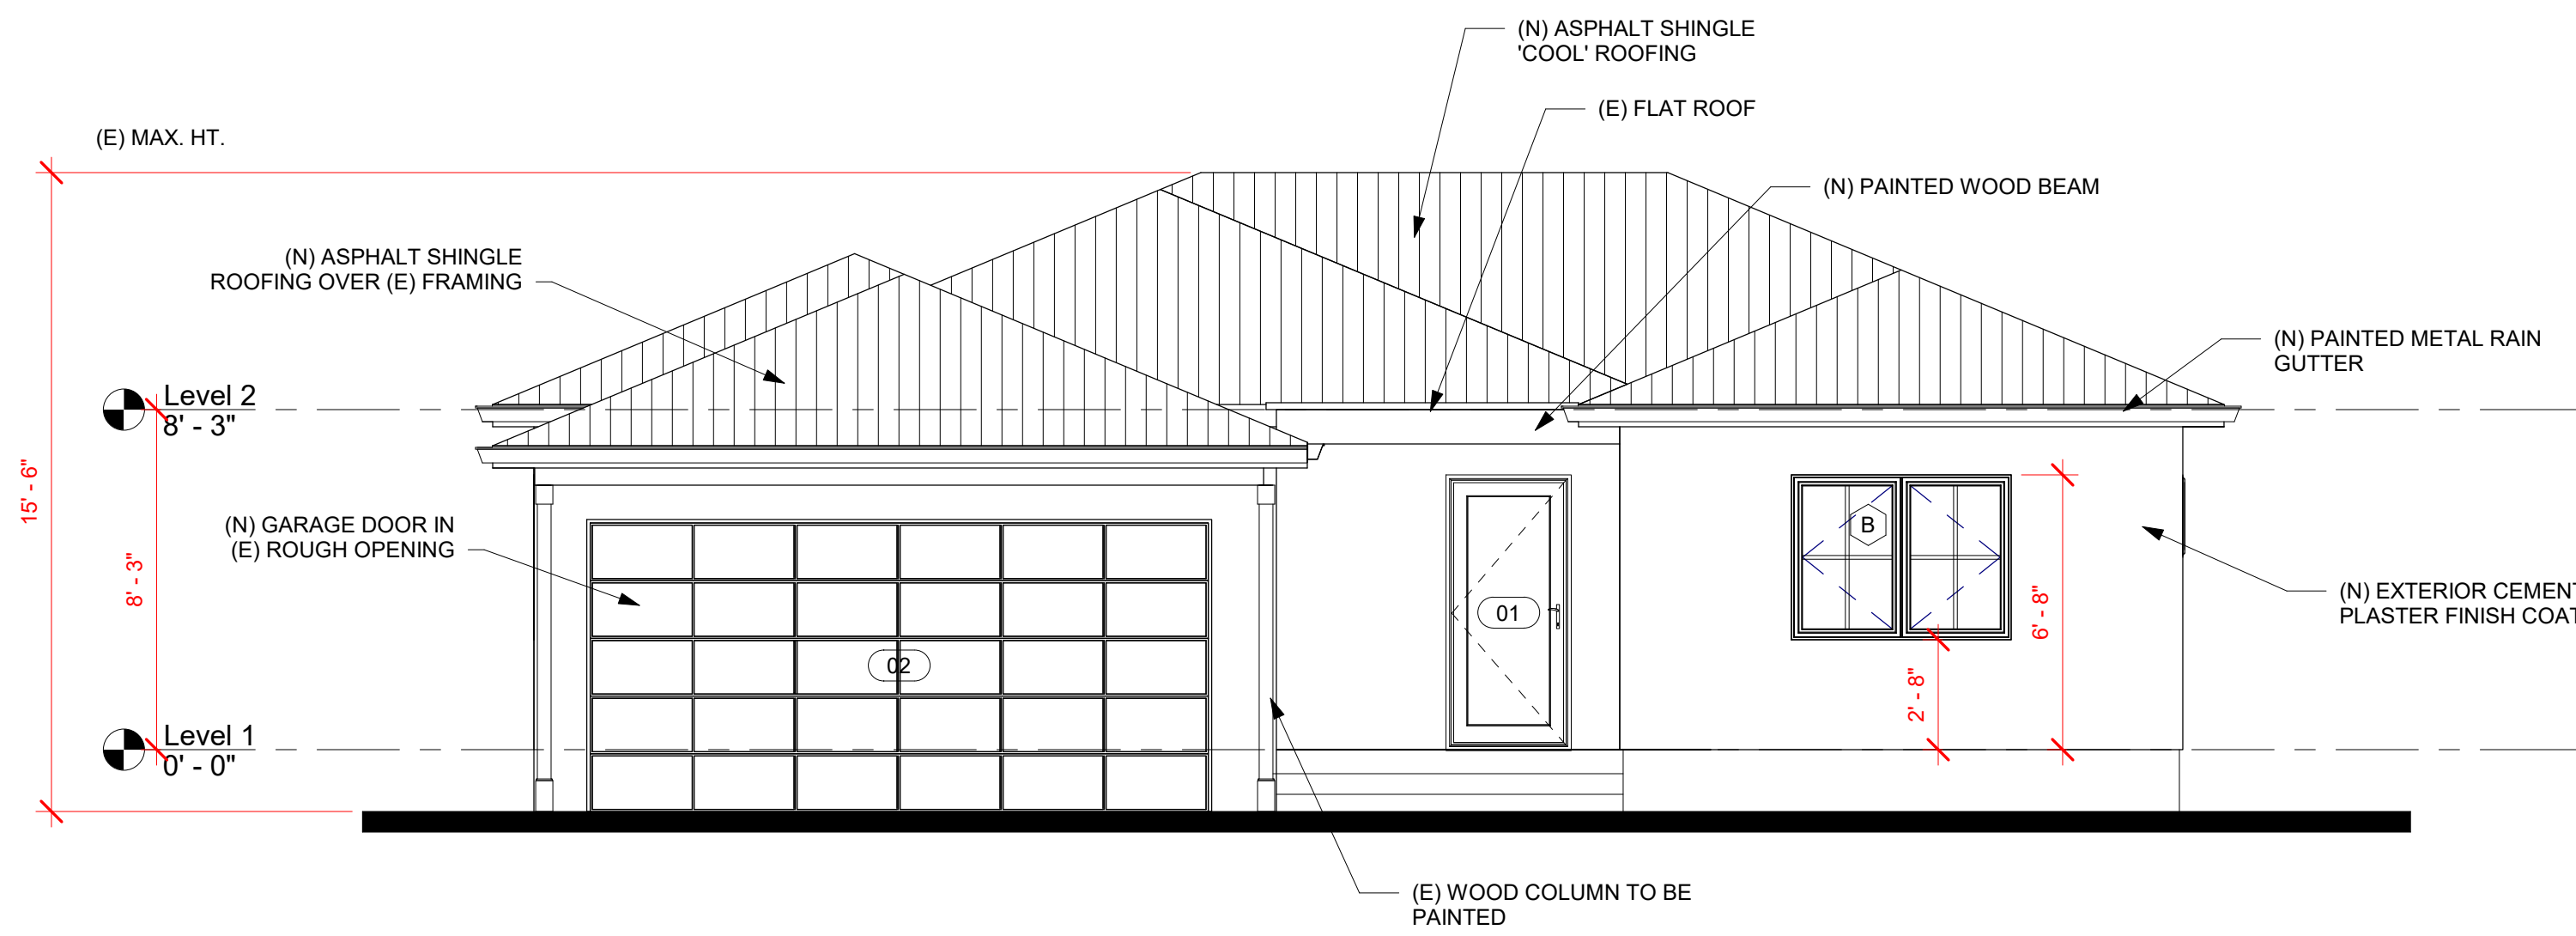 (N) ASPHALT SHINGLE
'COOL' ROOFING
(E) FLAT ROOF
(E) MAX. HT.
(N) PAINTED WOOD BEAM
(N) ASPHALT SHINGLE
ROOFING OVER (E) FRAMING
(N) PAINTED METAL RAIN
GUTTER
Level 2
8' - 3"
15' - 6"
8' - 3"
(N) GARAGE DOOR IN
(E) ROUGH OPENING
B
01
02
6' - 8"
2' - 8"
(N) EXTERIOR CEMENT
PLASTER FINISH COAT
Level 1
0' - 0"
(E) WOOD COLUMN TO BE
PAINTED